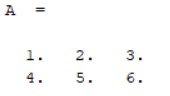 A =
1. 2. 3.
4. 5. 6.